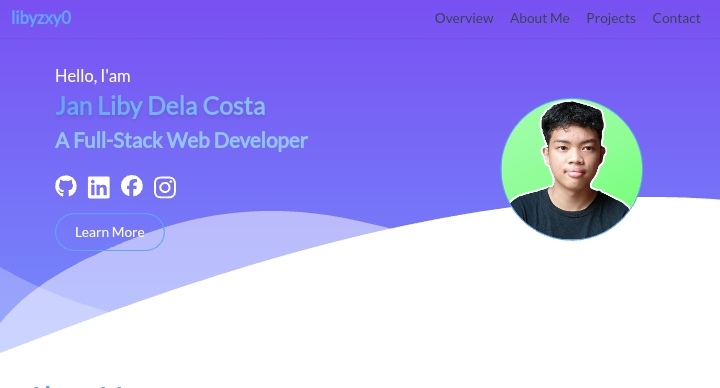 libyzxy0
Overview About Me Projects Contact
Hello, I'am
Jan Liby Dela Costa
A Full-Stack Web Developer
Learn More